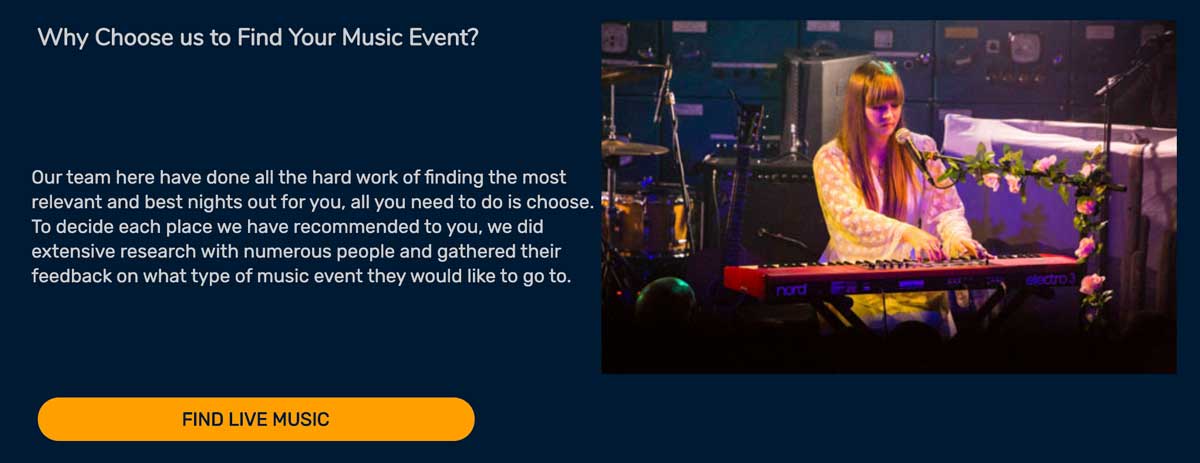 Why Choose us to Find Your Music Event?
Our team here have done all the hard work of finding the most
relevant and best nights out for you, all you need to do is choose.
To decide each place we have recommended to you, we did
extensive research with numerous people and gathered their
feedback on what type of music event they would like to go to.
FIND LIVE MUSIC
nord
electro 3